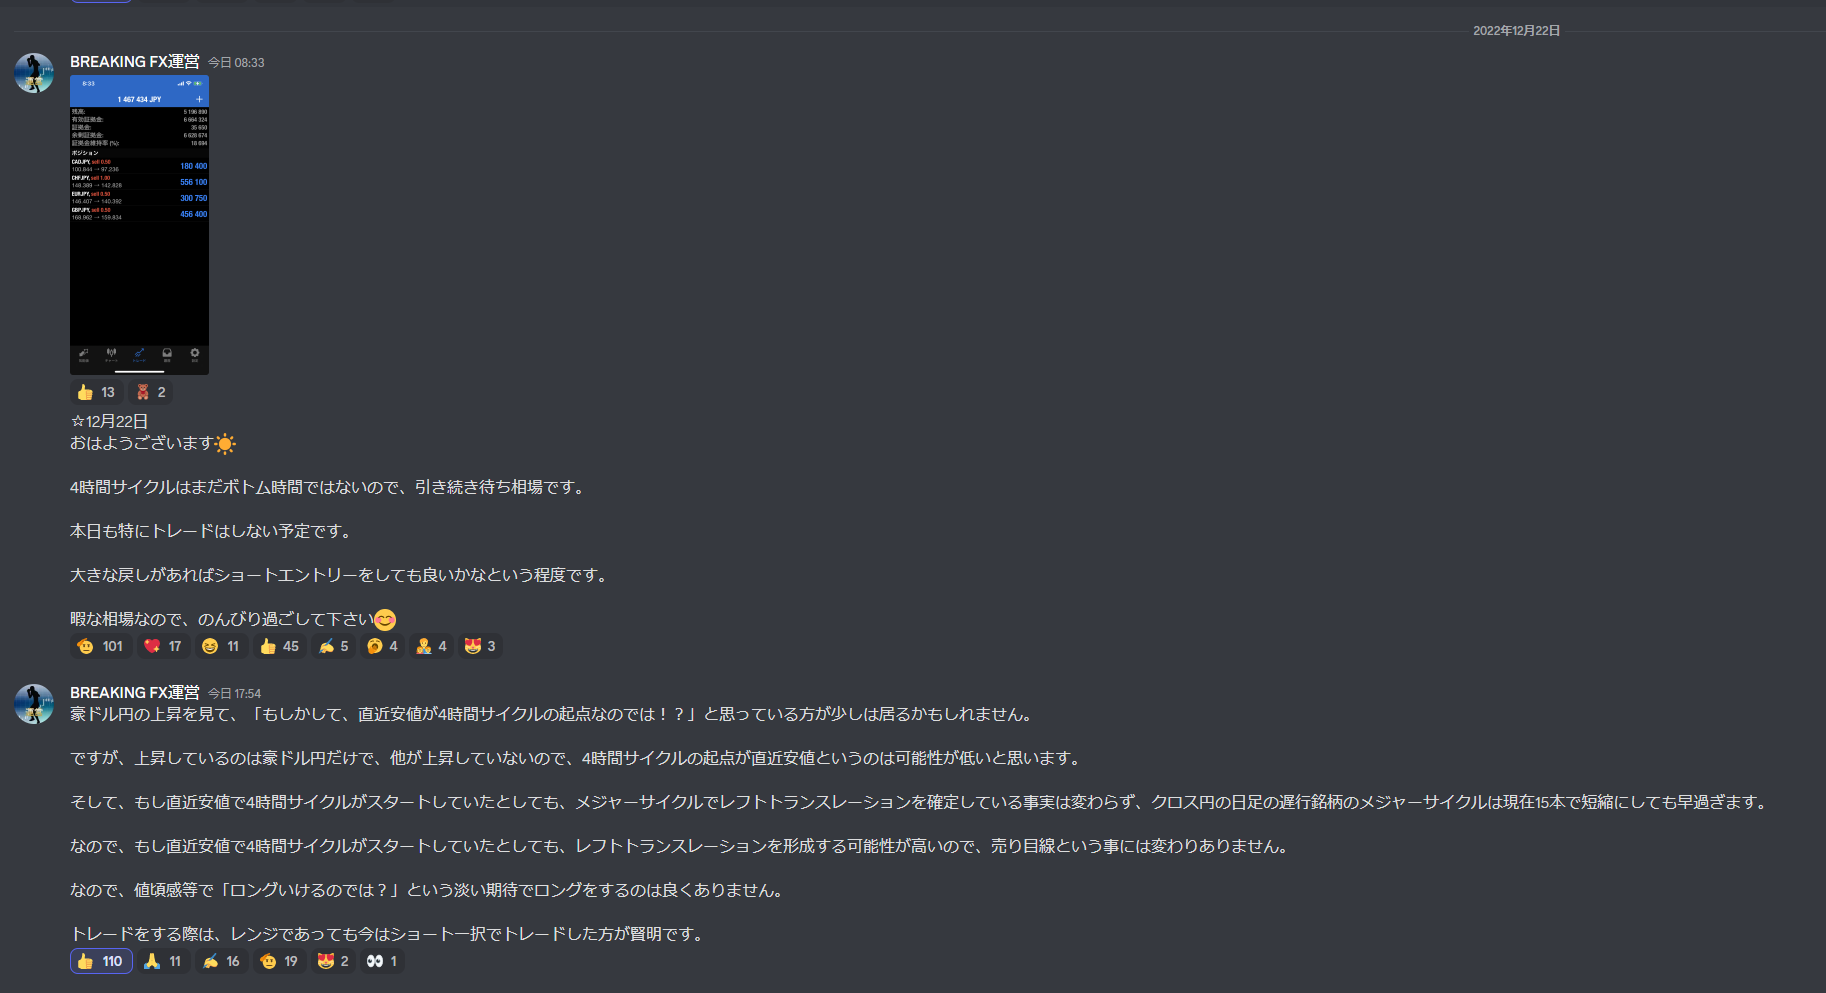 2022年12月22日
BREAKING FX運営 今日 08:33
8:33
1 467 434 JPY
残高: 5 196 890
有効証拠金: 6 664 324
証拠金: 35 650
余剰証拠金: 6 628 674
証拠金維持率 (%): 18 694
ポジション
CADJPY, sell 0.50
100.844 → 97.236 180 400
CHFJPY, sell 1.00
148.389 → 142.828 556 100
EURJPY, sell 0.50
146.407 → 140.392 300 750
GBPJPY, sell 0.50
168.962 → 159.834 456 400
13 2
☆12月22日
おはようございます
4時間サイクルはまだボトム時間ではないので、引き続き待ち相場です。
本日も特にトレードはしない予定です。
大きな戻しがあればショートエントリーをしても良いかなという程度です。
暇な相場なので、のんびり過ごして下さい
101 17 11 45 5 4 4 3
BREAKING FX運営 今日 17:54
豪ドル円の上昇を見て、「もしかして、直近安値が4時間サイクルの起点なのでは！？」と思っている方が少しは居るかもしれません。
ですが、上昇しているのは豪ドル円だけで、他が上昇していないので、4時間サイクルの起点が直近安値というのは可能性が低いと思います。
そして、もし直近安値で4時間サイクルがスタートしていたとしても、メジャーサイクルでレフトトランスレーションを確定している事実は変わらず、クロス円の日足の遅行銘柄のメジャーサイクルは現在15本で短縮にしても早過ぎます。
なので、もし直近安値で4時間サイクルがスタートしていたとしても、レフトトランスレーションを形成する可能性が高いので、売り目線という事には変わりありません。
なので、値頃感等で「ロングいけるのでは？」という淡い期待でロングをするのは良くありません。
トレードをする際は、レンジであっても今はショート一択でトレードした方が賢明です。
110 11 16 19 2 1